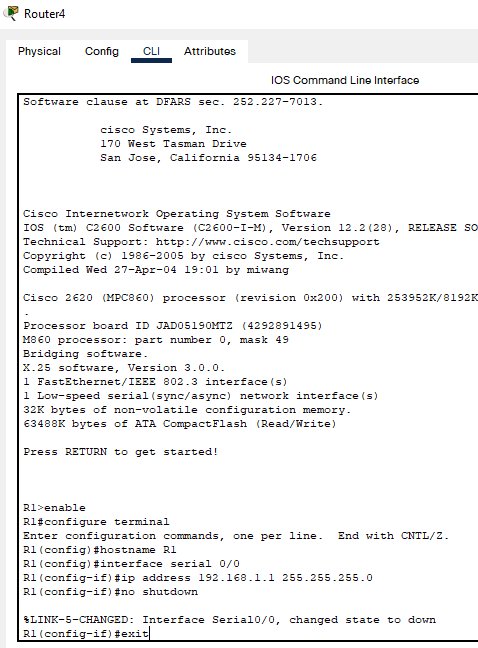 Router4
Physical Config CLI Attributes
IOS Command Line Interface
Software clause at DFARS sec. 252.227-7013.
cisco Systems, Inc.
170 West Tasman Drive
San Jose, California 95134-1706
Cisco Internetwork Operating System Software
IOS (tm) C2600 Software (C2600-I-M), Version 12.2(28), RELEASE SO
Technical Support: http://www.cisco.com/techsupport
Copyright (c) 1986-2005 by cisco Systems, Inc.
Compiled Wed 27-Apr-04 19:01 by miwang
Cisco 2620 (MPC860) processor (revision 0x200) with 253952K/8192K
.
Processor board ID JAD05190MTZ (4292891495)
M860 processor: part number 0, mask 49
Bridging software.
X.25 software, Version 3.0.0.
1 FastEthernet/IEEE 802.3 interface(s)
1 Low-speed serial(sync/async) network interface(s)
32K bytes of non-volatile configuration memory.
63488K bytes of ATA CompactFlash (Read/Write)
Press RETURN to get started!
R1>enable
R1#configure terminal
Enter configuration commands, one per line.  End with CNTL/Z.
R1(config)#hostname R1
R1(config)#interface serial 0/0
R1(config-if)#ip address 192.168.1.1 255.255.255.0
R1(config-if)#no shutdown
%LINK-5-CHANGED: Interface Serial0/0, changed state to down
R1(config-if)#exit